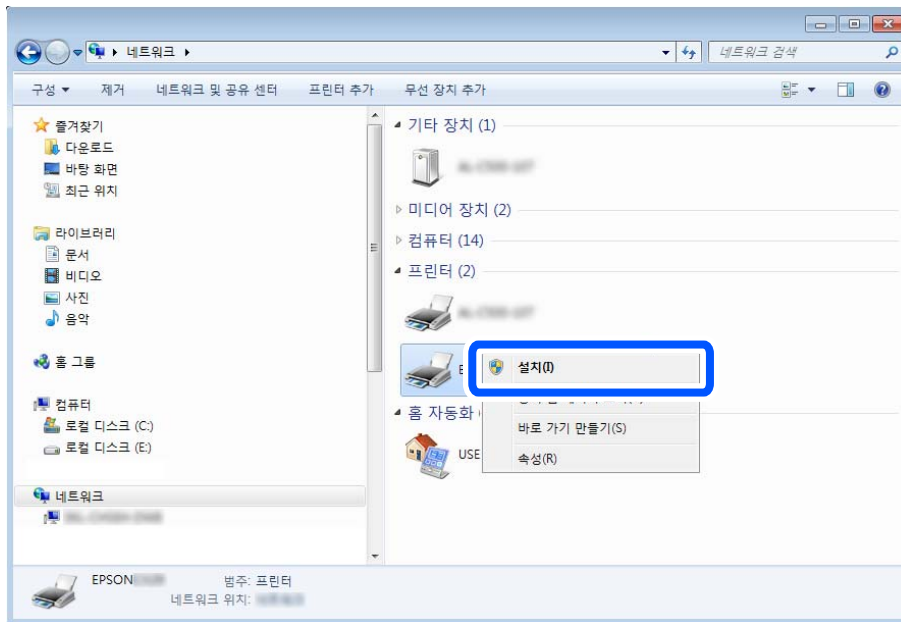 네트워크
네트워크 검색
구성 제거 네트워크 및 공유 센터 프린터 추가 무선 장치 추가
즐겨찾기
다운로드
바탕 화면
최근 위치
라이브러리
문서
비디오
사진
음악
홈 그룹
컴퓨터
로컬 디스크 (C:)
로컬 디스크 (E:)
네트워크
기타 장치 (1)
미디어 장치 (2)
컴퓨터 (14)
프린터 (2)
E
설치(I)
바로 가기 만들기(S)
속성(R)
홈 자동화
USE
EPSON 범주: 프린터
네트워크 위치: